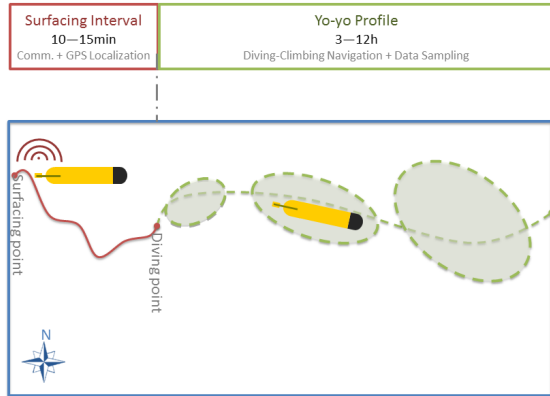 Surfacing Interval
10—15min
Comm. + GPS Localization
Yo-yo Profile
3—12h
Diving-Climbing Navigation + Data Sampling
Surfacing point
Diving point
N